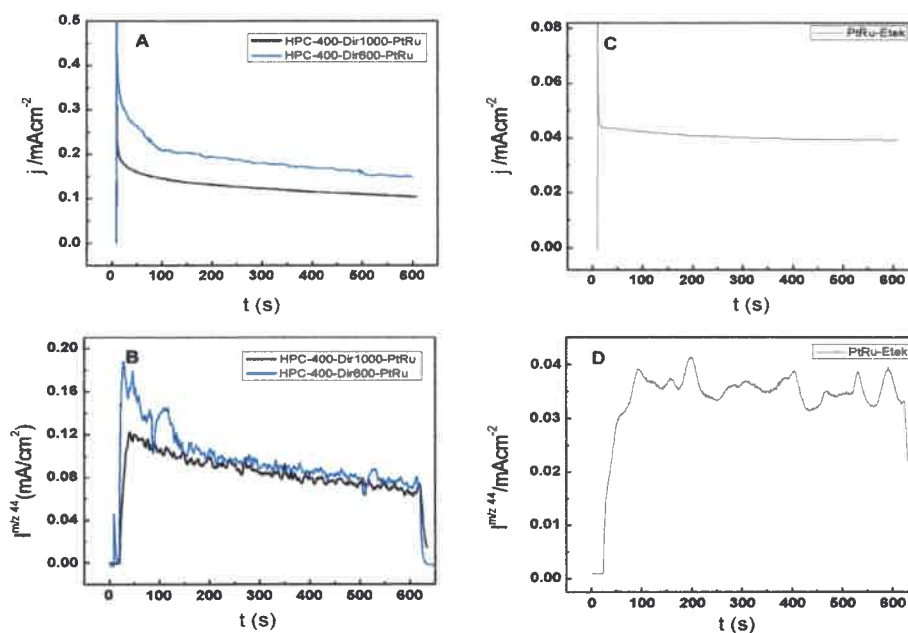 A
HPC-400-Dir1000-PtRu
HPC-400-Dir600-PtRu
0.5
0.4
0.3
0.2
0.1
0.0
j /mAcm-2
0 100 200 300 400 500 600
t (s)
C
PtRu-Etek
0.08
0.06
0.04
0.02
0.00
j /mAcm-2
0 100 200 300 400 500 600
t (s)
B
HPC-400-Dir1000-PtRu
HPC-400-Dir600-PtRu
0.20
0.16
0.12
0.08
0.04
0.00
I m/z 44 (mA/cm2)
0 100 200 300 400 500 600
t (s)
D
PtRu-Etek
0.04
0.03
0.02
0.01
0.00
I m/z 44/mAcm-2
0 100 200 300 400 500 600
t (s)